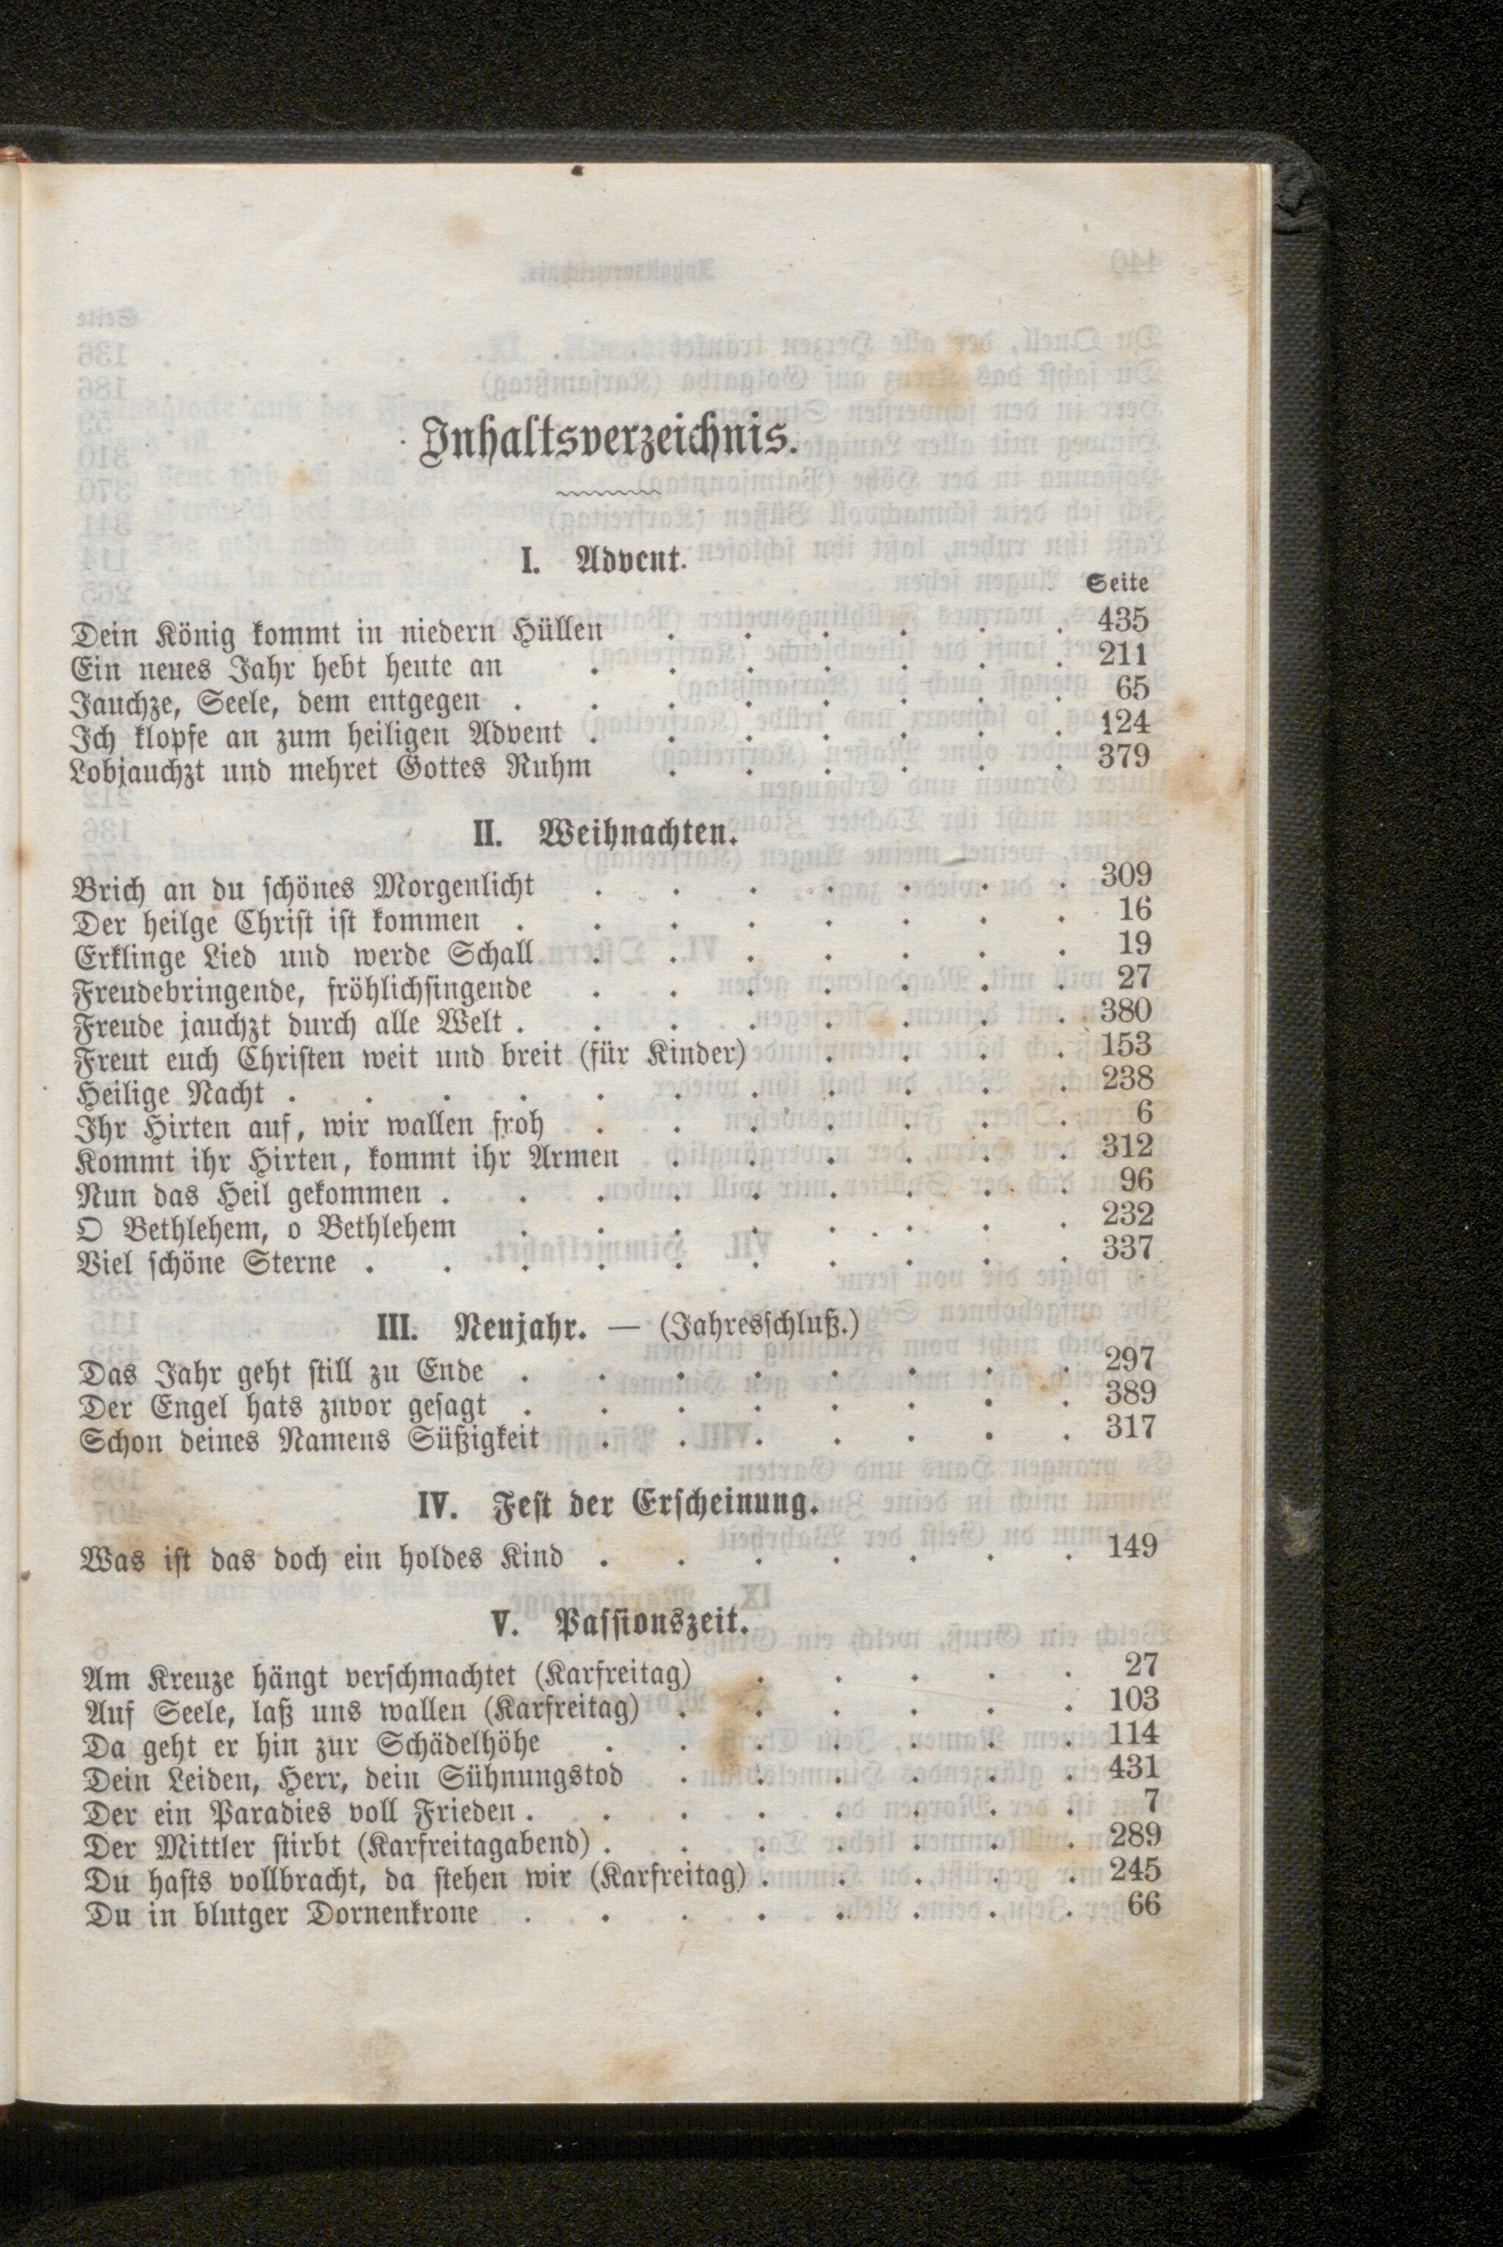 Inhaltsverzeichnis.
I. Advent.
Seite
Dein König kommt in niedern Hüllen . . . . . . 435
Ein neues Jahr hebt heute an . . . . . . . 211
Jauchze, Seele, dem entgegen . . . . . . . . 65
Ich klopfe an zum heiligen Advent . . . . . . . 124
Lobjauchzt und mehret Gottes Ruhm . . . . . . 379
II. Weihnachten.
Brich an du schönes Morgenlicht . . . . . . . 309
Der heilge Christ ist kommen . . . . . . . . 16
Erklinge Lied und werde Schall . . . . . . . 19
Freudebringende, fröhlichsingende . . . . . . . 27
Freude jauchzt durch alle Welt . . . . . . . . 380
Freut euch Christen weit und breit (für Kinder) . . . . 153
Heilige Nacht . . . . . . . . . . . 238
Ihr Hirten auf, wir wallen froh . . . . . . . 6
Kommt ihr Hirten, kommt ihr Armen . . . . . . 312
Nun das Heil gekommen . . . . . . . . . 96
O Bethlehem, o Bethlehem . . . . . . . . 232
Viel schöne Sterne . . . . . . . . . . 337
III. Neujahr. — (Jahresschluß.)
Das Jahr geht still zu Ende . . . . . . . . 297
Der Engel hats zuvor gesagt . . . . . . . . 389
Schon deines Namens Süßigkeit . . . . . . . 317
IV. Fest der Erscheinung.
Was ist das doch ein holdes Kind . . . . . . . 149
V. Passionszeit.
Am Kreuze hängt verschmachtet (Karfreitag) . . . . . 27
Auf Seele, laß uns wallen (Karfreitag) . . . . . . 103
Da geht er hin zur Schädelhöhe . . . . . . . 114
Dein Leiden, Herr, dein Sühnungstod . . . . . . 431
Der ein Paradies voll Frieden . . . . . . . . 7
Der Mittler stirbt (Karfreitagabend) . . . . . . . 289
Du hasts vollbracht, da stehen wir (Karfreitag) . . . . . 245
Du in blutger Dornenkrone . . . . . . . . 66